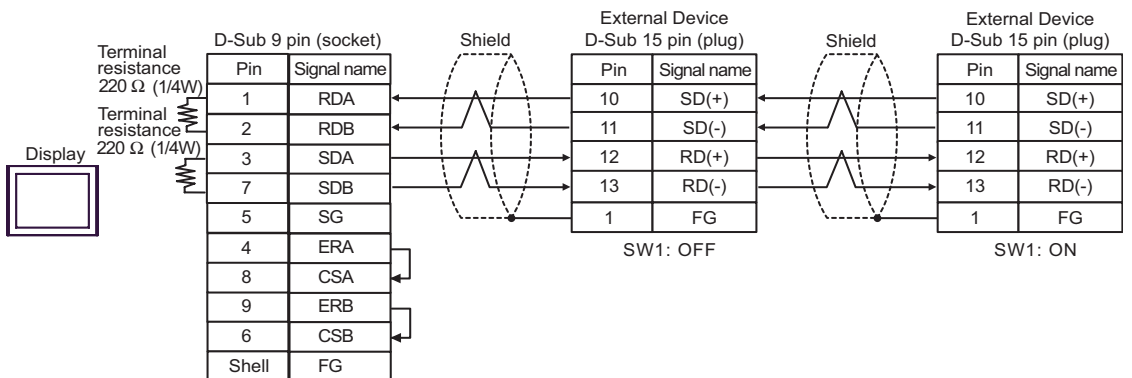 External Device
External Device
D-Sub 9 pin (socket)
Shield
D-Sub 15 pin (plug)
Shield
D-Sub 15 pin (plug)
Terminal
resistance
220 Ω (1/4W)
Terminal
resistance
220 Ω (1/4W)
Display
Pin Signal name
1 RDA
2 RDB
3 SDA
7 SDB
5 SG
4 ERA
8 CSA
9 ERB
6 CSB
Shell FG
Pin Signal name
10 SD(+)
11 SD(-)
12 RD(+)
13 RD(-)
1 FG
SW1: OFF
Pin Signal name
10 SD(+)
11 SD(-)
12 RD(+)
13 RD(-)
1 FG
SW1: ON